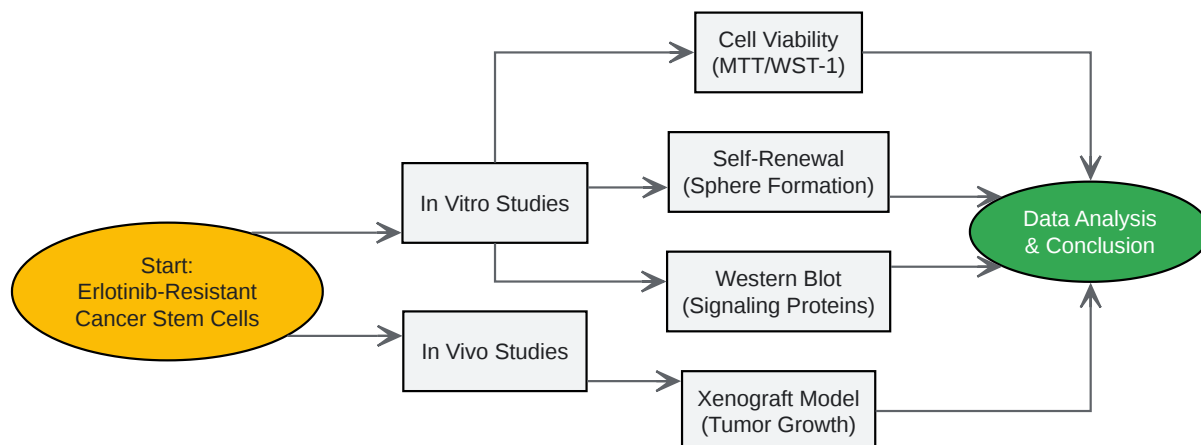 Start:
Erlotinib-Resistant
Cancer Stem Cells
In Vitro Studies
In Vivo Studies
Cell Viability
(MTT/WST-1)
Self-Renewal
(Sphere Formation)
Western Blot
(Signaling Proteins)
Xenograft Model
(Tumor Growth)
Data Analysis
& Conclusion